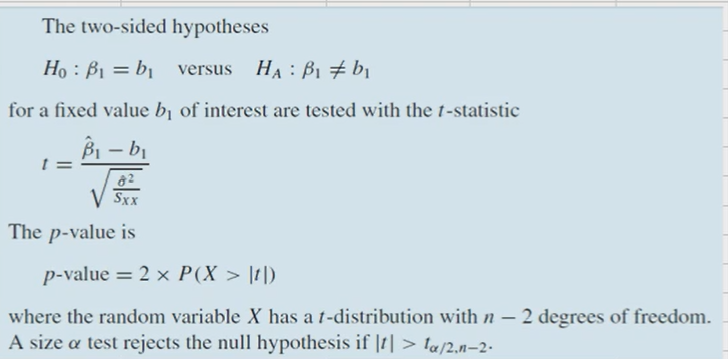 The two-sided hypotheses
H₀ : β₁ = b₁ versus H_A : β₁ ≠ b₁
for a fixed value b₁ of interest are tested with the t-statistic
t = (β̂₁ − b₁) / √(σ̂² / S_XX)
The p-value is
p-value = 2 × P(X > |t|)
where the random variable X has a t-distribution with n − 2 degrees of freedom.
A size α test rejects the null hypothesis if |t| > t_{α/2,n−2}.